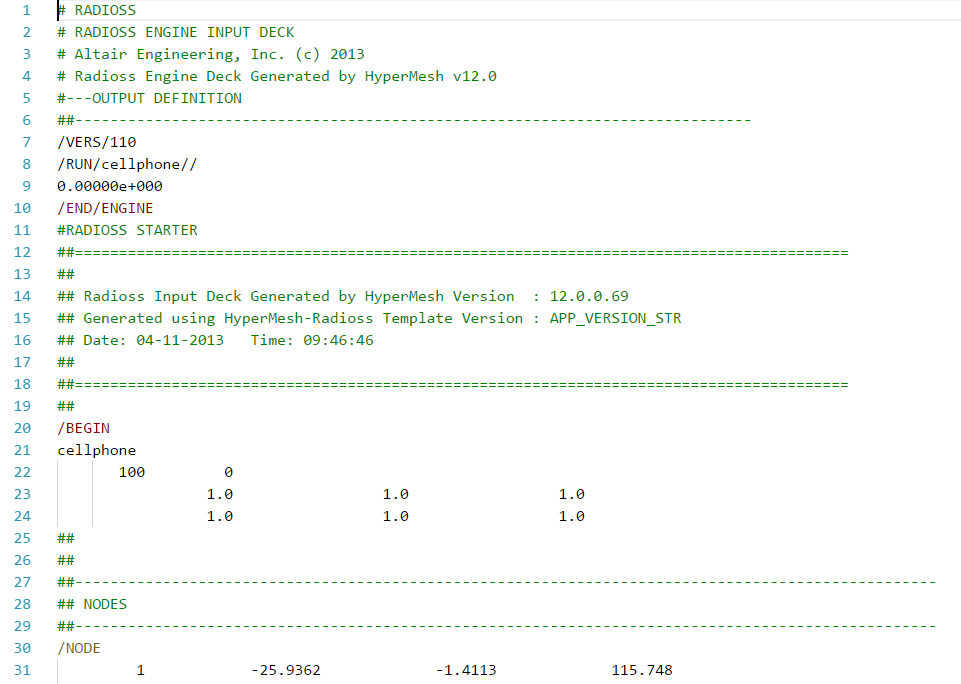 1 # RADIOSS
2 # RADIOSS ENGINE INPUT DECK
3 # Altair Engineering, Inc. (c) 2013
4 # Radioss Engine Deck Generated by HyperMesh v12.0
5 #---OUTPUT DEFINITION
6 ##-----------------------------------------------------------------------------
7 /VERS/110
8 /RUN/cellphone//
9 0.00000e+000
10 /END/ENGINE
11 #RADIOSS STARTER
12 ##========================================================================================
13 ##
14 ## Radioss Input Deck Generated by HyperMesh Version  : 12.0.0.69
15 ## Generated using HyperMesh-Radioss Template Version : APP_VERSION_STR
16 ## Date: 04-11-2013   Time: 09:46:46
17 ##
18 ##========================================================================================
19 ##
20 /BEGIN
21 cellphone
22        100         0
23                  1.0                 1.0                 1.0
24                  1.0                 1.0                 1.0
25 ##
26 ##
27 ##--------------------------------------------------------------------------------------------------
28 ## NODES
29 ##--------------------------------------------------------------------------------------------------
30 /NODE
31          1            -25.9362             -1.4113             115.748